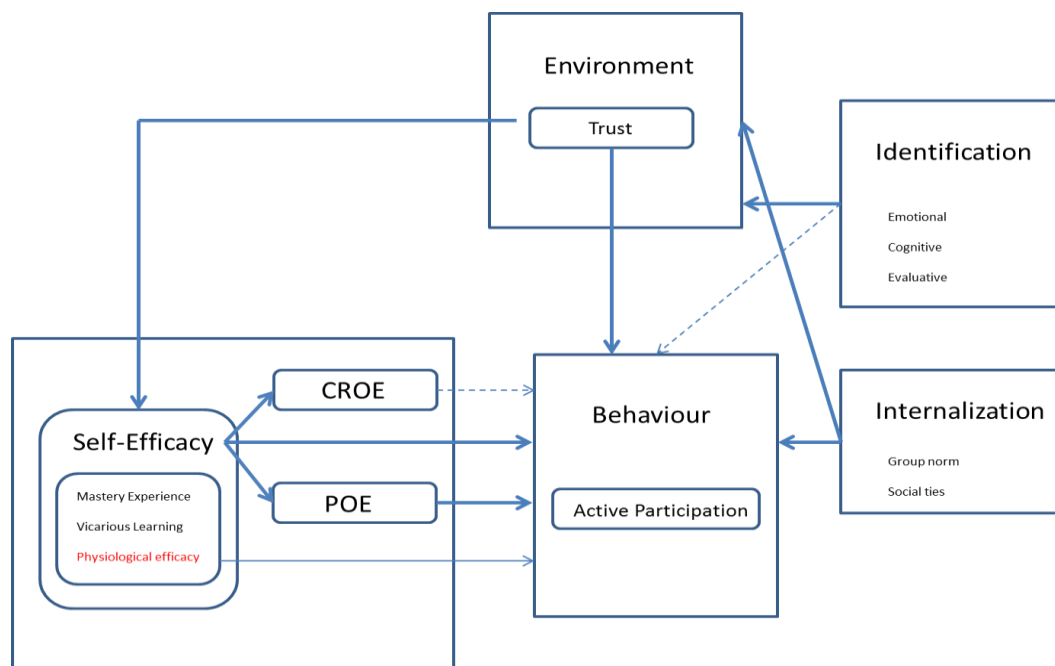 Environment
Trust
Identification
Emotional
Cognitive
Evaluative
CROE
Self-Efficacy
Mastery Experience
Vicarious Learning
Physiological efficacy
POE
Behaviour
Active Participation
Internalization
Group norm
Social ties